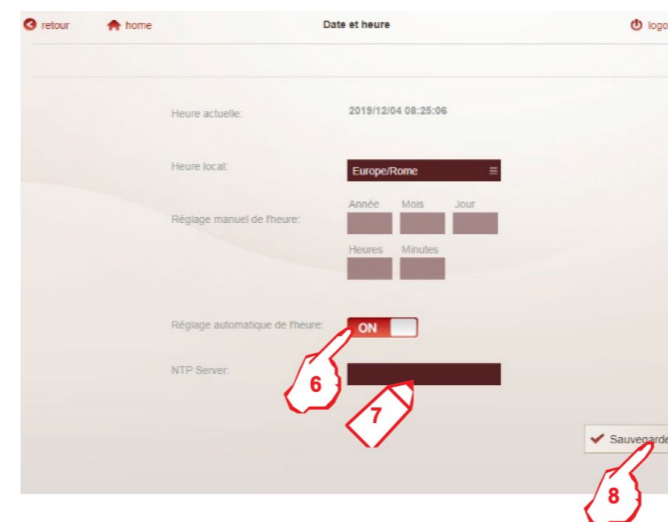 retour home Date et heure logo
Heure actuelle: 2019/12/04 08:25:06
Heure local: Europe/Rome
Année Mois Jour
Réglage manuel de l'heure:
Heures Minutes
Réglage automatique de l'heure: ON
NTP Server:
6
7
Sauvegarde
8